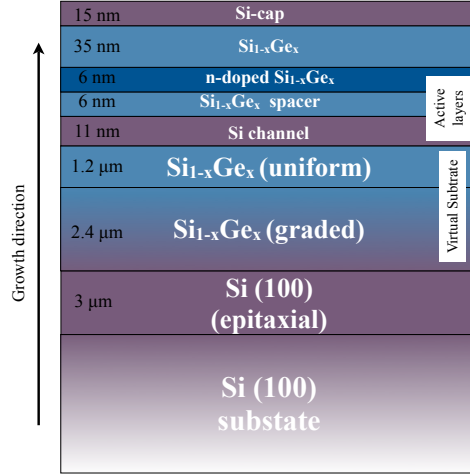 15 nm Si-cap
35 nm Si₁₋ₓGeₓ
6 nm n-doped Si₁₋ₓGeₓ
6 nm Si₁₋ₓGeₓ spacer
11 nm Si channel
Active
layers
1.2 μm Si₁₋ₓGeₓ (uniform)
2.4 μm Si₁₋ₓGeₓ (graded)
Virtual Subtrate
3 μm Si (100)
(epitaxial)
Si (100)
substate
Growth direction